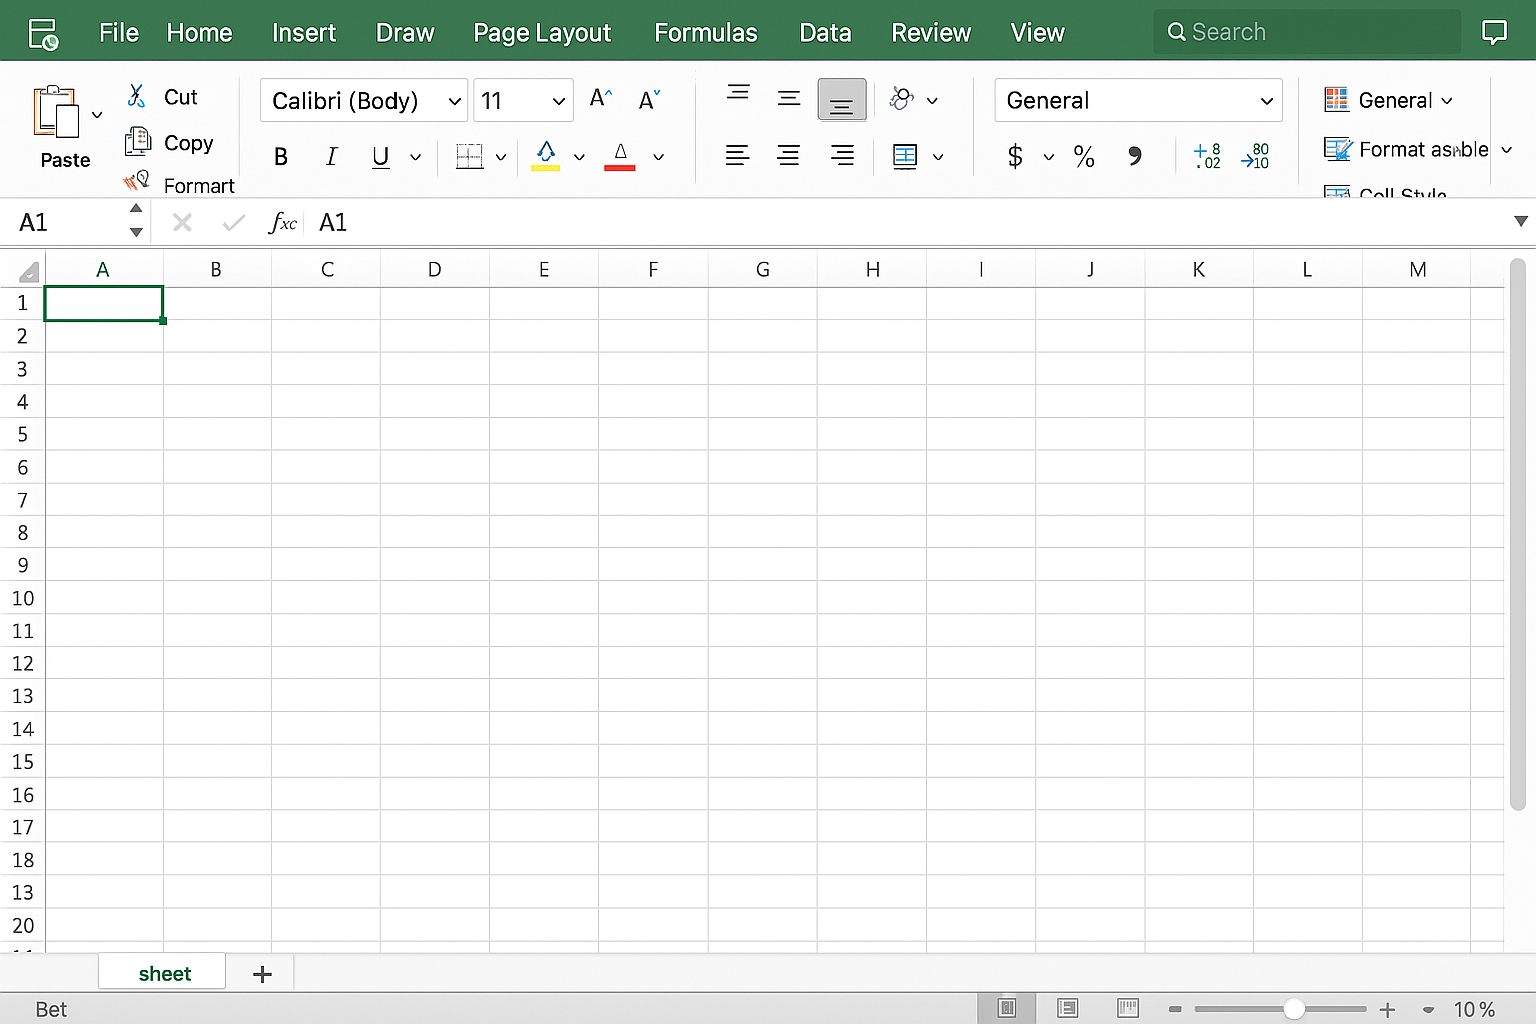 File Home Insert Draw Page Layout Formulas Data Review View Search
Cut
Calibri (Body) 11 A^ A˅
General
General
Paste
Copy
B I U A
$ % , +.8 .02 .80 →10
Format asıble
Formart
Cell Style
A1 fxc A1
A B C D E F G H I J K L M
1
2
3
4
5
6
7
8
9
10
11
12
13
14
15
16
17
18
13
20
sheet +
Bet 10%